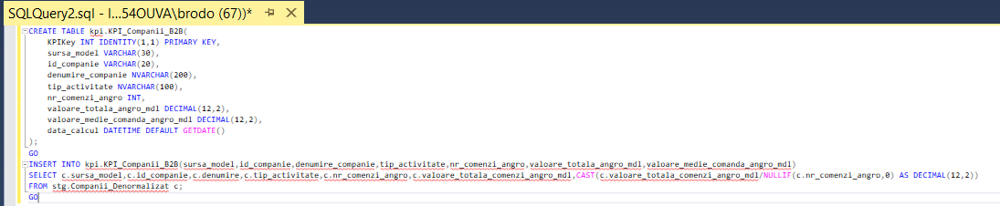 SQLQuery2.sql - I...54OUVA\brodo (67))*
CREATE TABLE kpi.KPI_Companii_B2B(
KPIKey INT IDENTITY(1,1) PRIMARY KEY,
sursa_model VARCHAR(30),
id_companie VARCHAR(20),
denumire_companie NVARCHAR(200),
tip_activitate NVARCHAR(100),
nr_comenzi_angro INT,
valoare_totala_angro_mdl DECIMAL(12,2),
valoare_medie_comanda_angro_mdl DECIMAL(12,2),
data_calcul DATETIME DEFAULT GETDATE()
);
GO
INSERT INTO kpi.KPI_Companii_B2B(sursa_model,id_companie,denumire_companie,tip_activitate,nr_comenzi_angro,valoare_totala_angro_mdl,valoare_medie_comanda_angro_mdl)
SELECT c.sursa_model,c.id_companie,c.denumire,c.tip_activitate,c.nr_comenzi_angro,c.valoare_totala_comenzi_angro_mdl,CAST(c.valoare_totala_comenzi_angro_mdl/NULLIF(c.nr_comenzi_angro,0) AS DECIMAL(12,2))
FROM stg.Companii_Denormalizat c;
GO